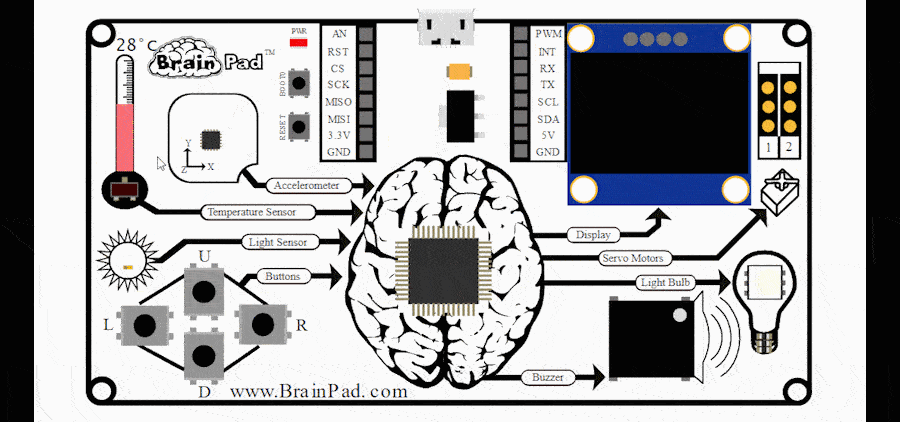 28°C
Brain Pad™
PWR
BOOT0
RESET
AN
RST
CS
SCK
MISO
MISI
3.3V
GND
PWM
INT
RX
TX
SCL
SDA
5V
GND
1 2
Y
Z X
Accelerometer
Temperature Sensor
Light Sensor
Buttons
U
L
R
D
Display
Servo Motors
Light Bulb
Buzzer
www.BrainPad.com